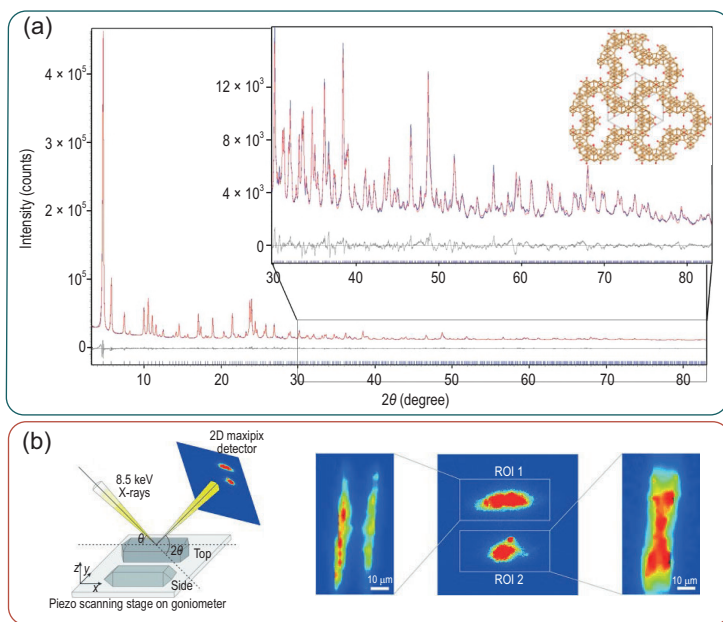 (a)
Intensity (counts)
4 × 10⁵
3 × 10⁵
2 × 10⁵
10⁵
0
12 × 10³
8 × 10³
4 × 10³
0
30 40 50 60 70 80
10 20 30 40 50 60 70 80
2θ (degree)
(b)
2D maxipix
detector
8.5 keV
X-rays
θ
2θ
Top
Side
z
y
x
Piezo scanning stage on goniometer
10 μm
ROI 1
ROI 2
10 μm